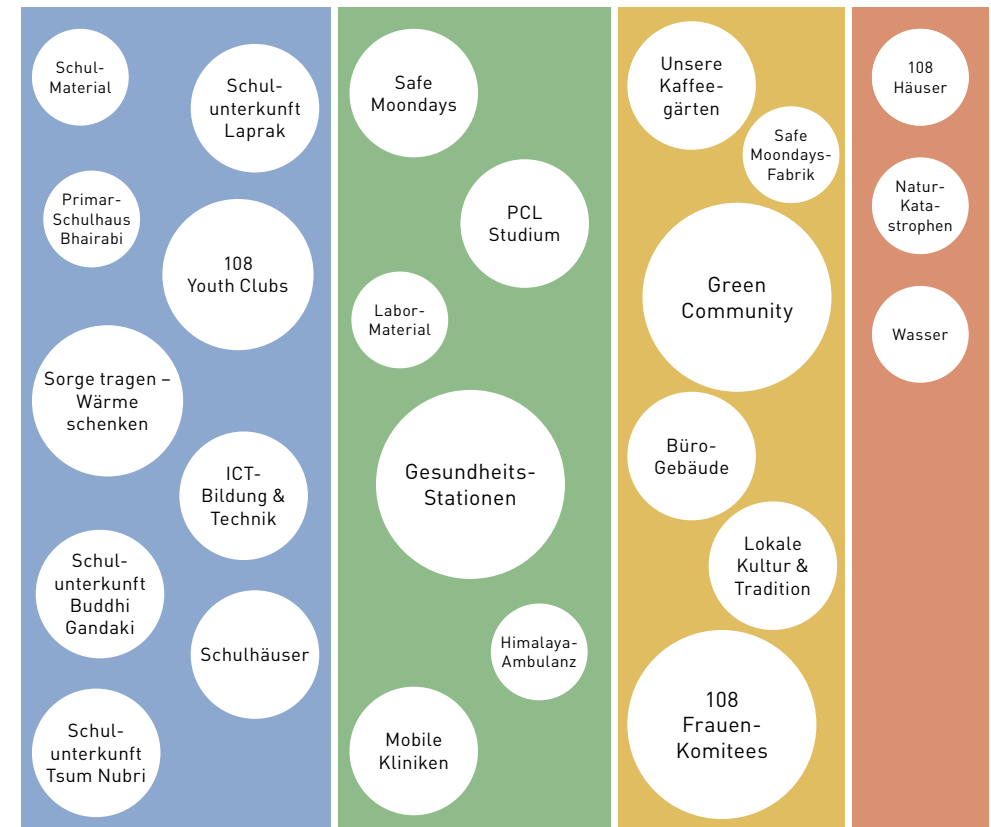 Schul-
Material
Schul-
unterkunft
Laprak
Primar-
Schulhaus
Bhairabi
108
Youth Clubs
Sorge tragen –
Wärme
schenken
ICT-
Bildung &
Technik
Schul-
unterkunft
Buddhi
Gandaki
Schulhäuser
Schul-
unterkunft
Tsum Nubri
Safe
Moondays
PCL
Studium
Labor-
Material
Gesundheits-
Stationen
Himalaya-
Ambulanz
Mobile
Kliniken
Unsere
Kaffee-
gärten
Safe
Moondays-
Fabrik
Green
Community
Büro-
Gebäude
Lokale
Kultur &
Tradition
108
Frauen-
Komitees
108
Häuser
Natur-
Kata-
strophen
Wasser